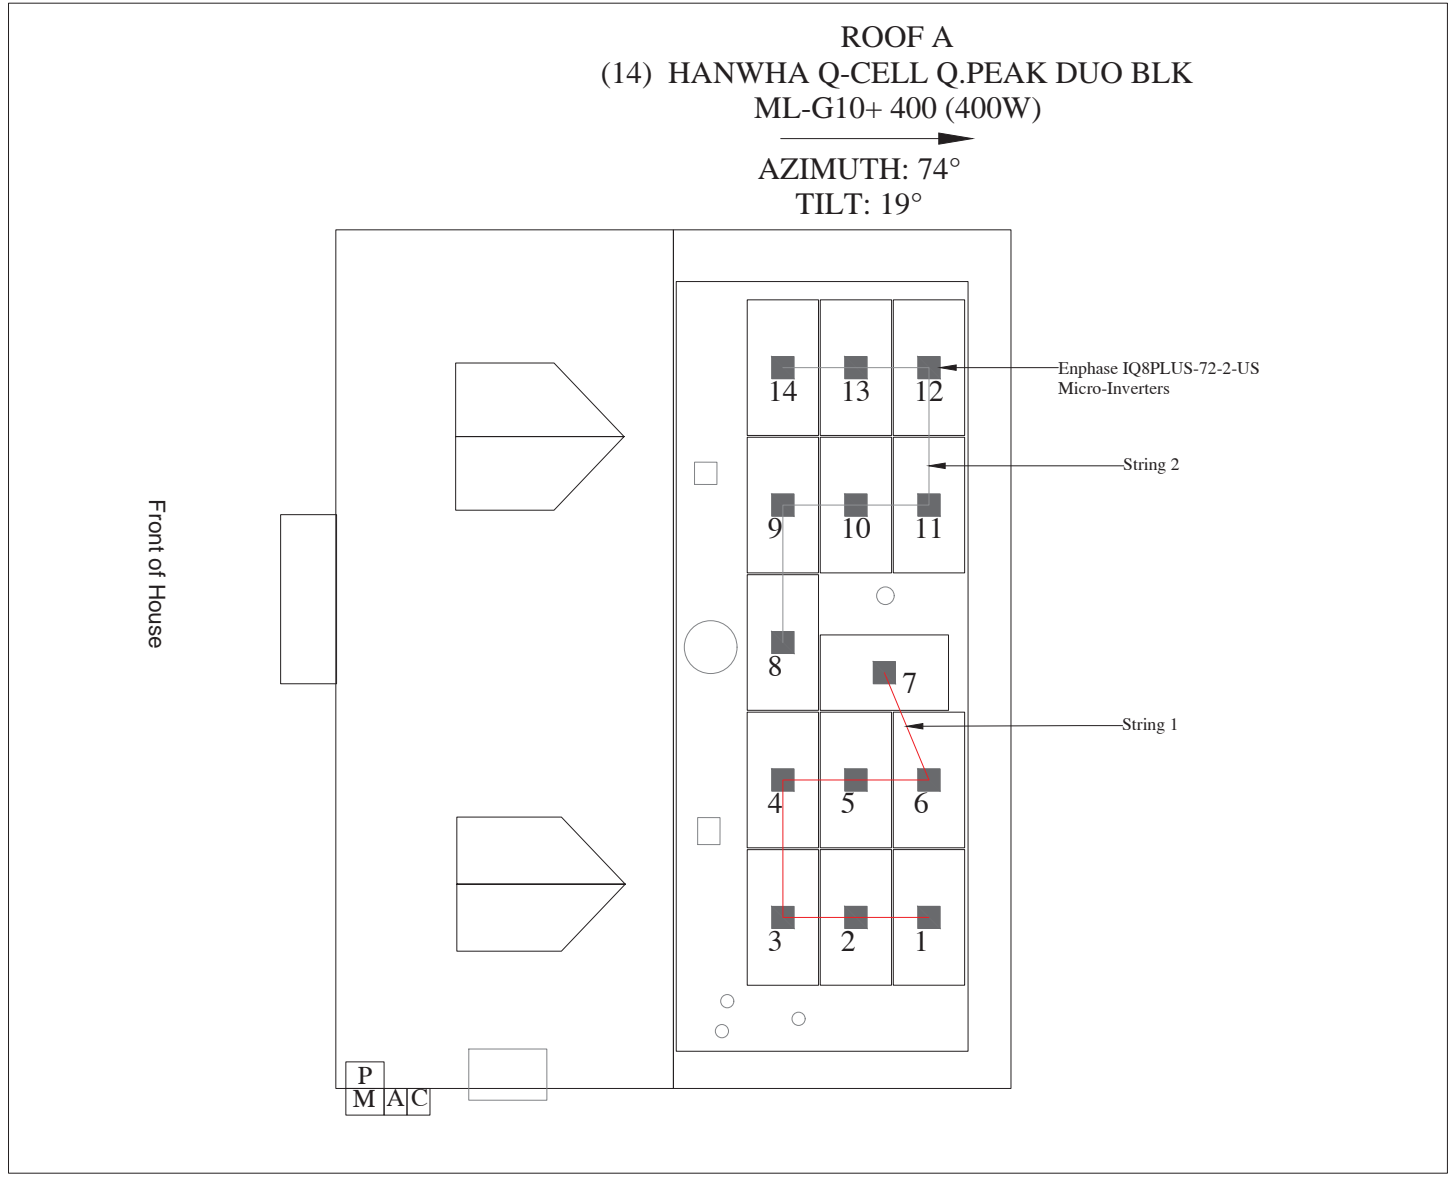 ROOF A
(14) HANWHA Q-CELL Q.PEAK DUO BLK
ML-G10+ 400 (400W)
AZIMUTH: 74°
TILT: 19°
14 13 12
Enphase IQ8PLUS-72-2-US
Micro-Inverters
String 2
9 10 11
Front of House
8
7
String 1
4 5 6
3 2 1
P
M A C